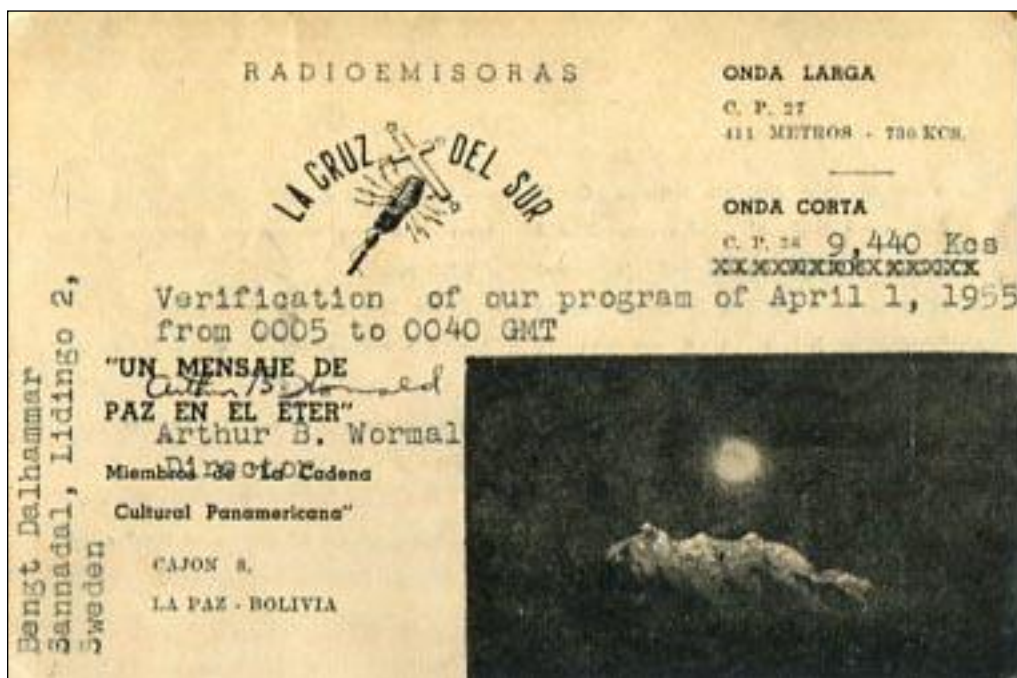 RADIOEMISORAS
LA CRUZ DEL SUR
ONDA LARGA
C. P. 27
411 METROS - 730 KCS.
ONDA CORTA
C. P. 38 9,440 Kcs
Verification of our program of April 1, 1955
from 0005 to 0040 GMT
"UN MENSAJE DE
PAZ EN EL ETER"
Arthur B. Wormal
Director
Miembros de "La Cadena
Cultural Panamericana"
CAJON 8,
LA PAZ - BOLIVIA
Bengt Dalhammar
Sannadal, Lidingo 2,
Sweden